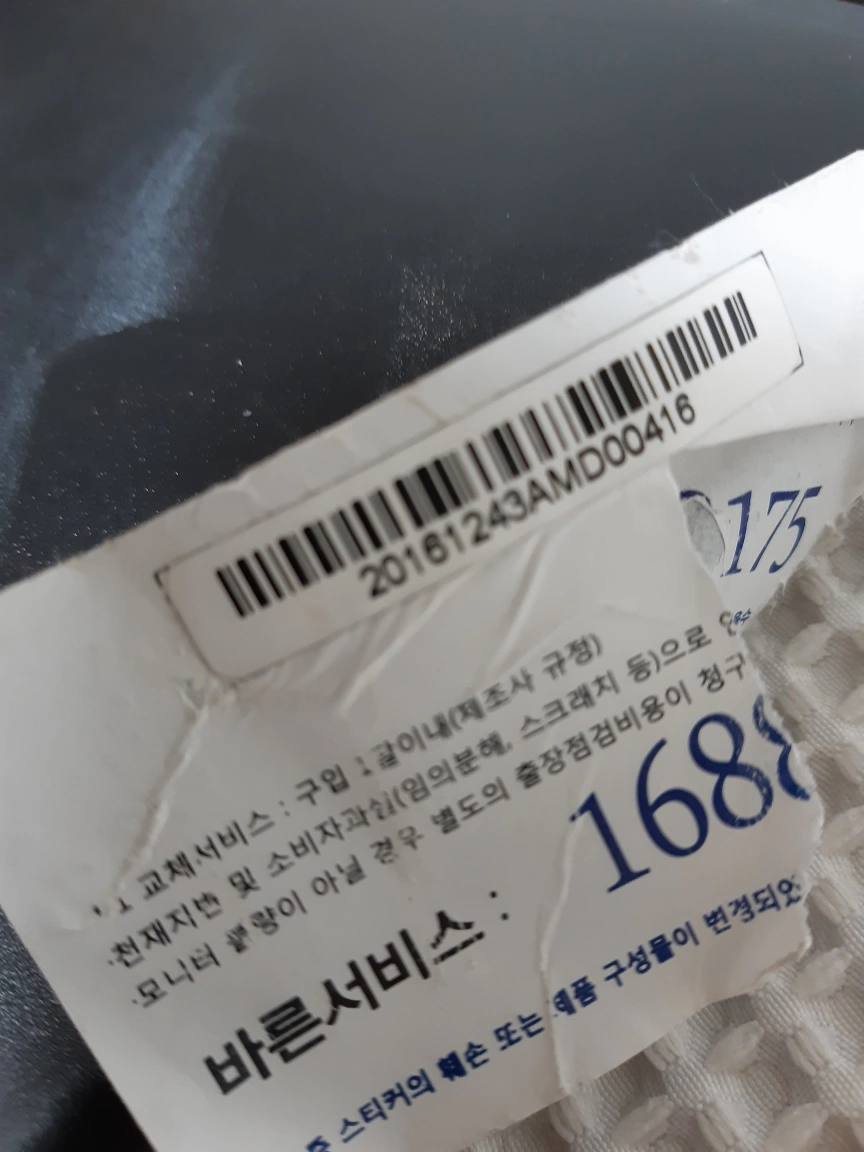 20161243AMD00416
175
교체서비스 : 구입 1달이내(제조사 규정)
·천재지변 및 소비자과실(임의분해, 스크래치 등)으로
·모니터 불량이 아닐 경우 별도의 출장점검비용이 청구
바른서비스 : 168
스티커의 훼손 또는 제품 구성물이 변경되었